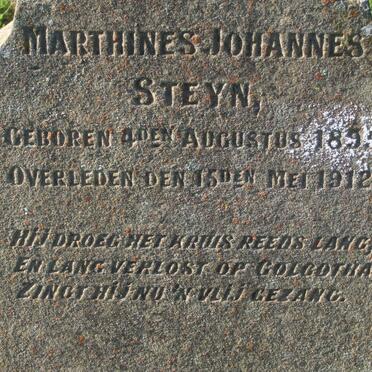 MARTHINES JOHANNES
STEYN,
GEBOREN 4DEN AUGUSTUS
OVERLEDEN DEN 15DEN MEI 1912
HIJ DROEG HET KRUIS REEDS LANG,
EN LANG VERLOST OP GOLGOTHA
ZINGT HIJ NU 'N VLIJ GEZANG.